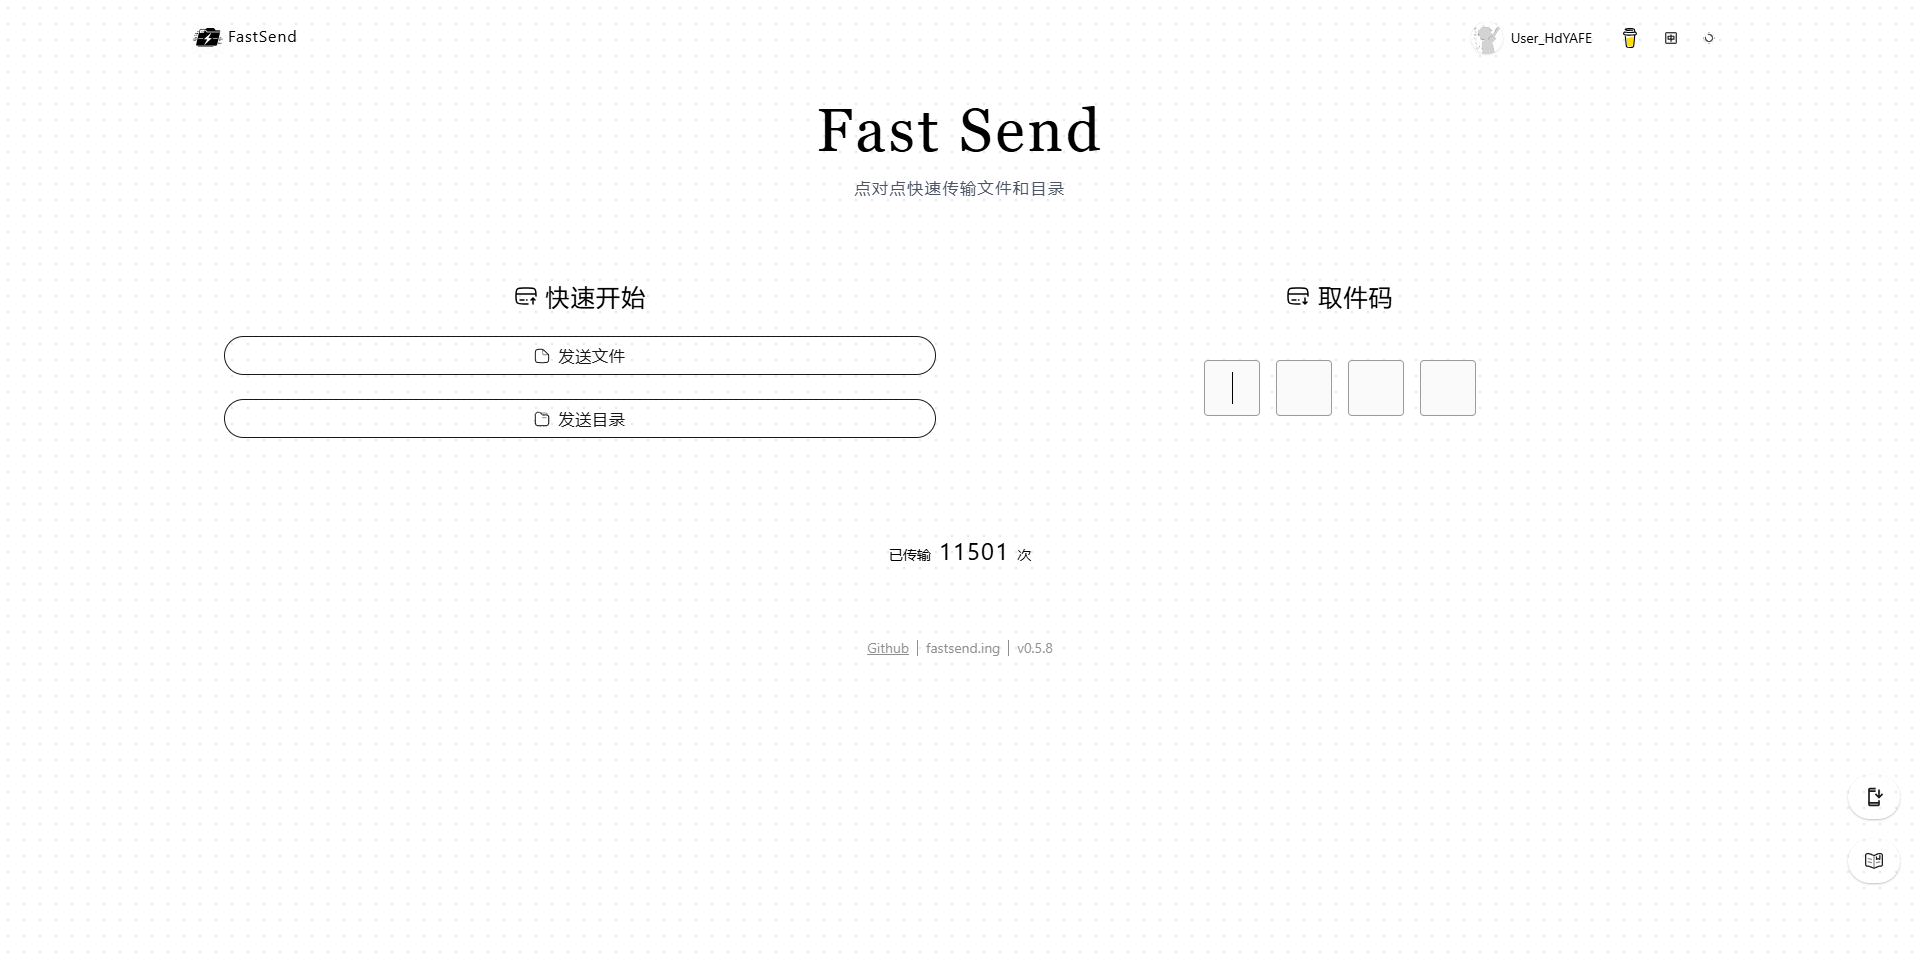 FastSend
User_HdYAFE
Fast Send
点对点快速传输文件和目录
快速开始
发送文件
发送目录
取件码
已传输 11501 次
Github | fastsend.ing | v0.5.8